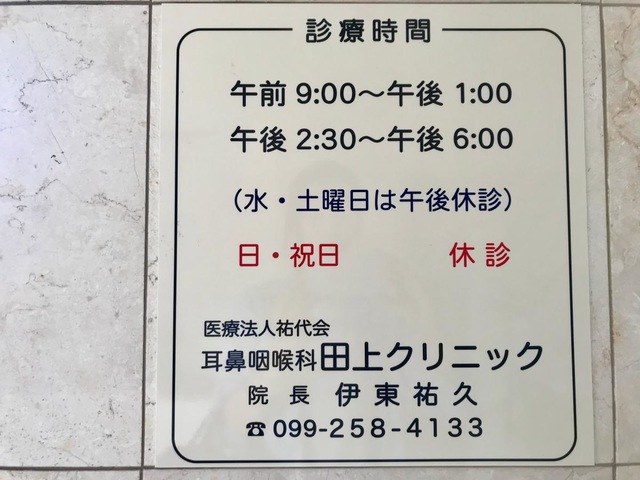 診療時間
午前 9:00～午後 1:00
午後 2:30～午後 6:00
（水・土曜日は午後休診）
日・祝日 休診
医療法人祐代会
耳鼻咽喉科 田上クリニック
院長 伊東祐久
☎ 099-258-4133